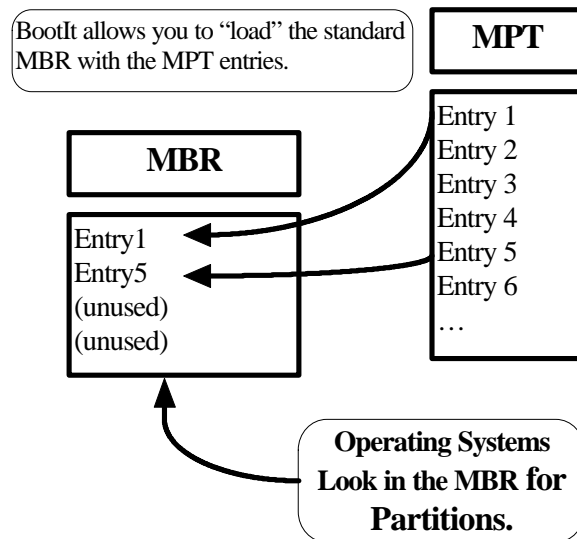 BootIt allows you to “load” the standard
MBR with the MPT entries.
MPT
Entry 1
Entry 2
Entry 3
Entry 4
Entry 5
Entry 6
…
MBR
Entry1
Entry5
(unused)
(unused)
Operating Systems
Look in the MBR for
Partitions.